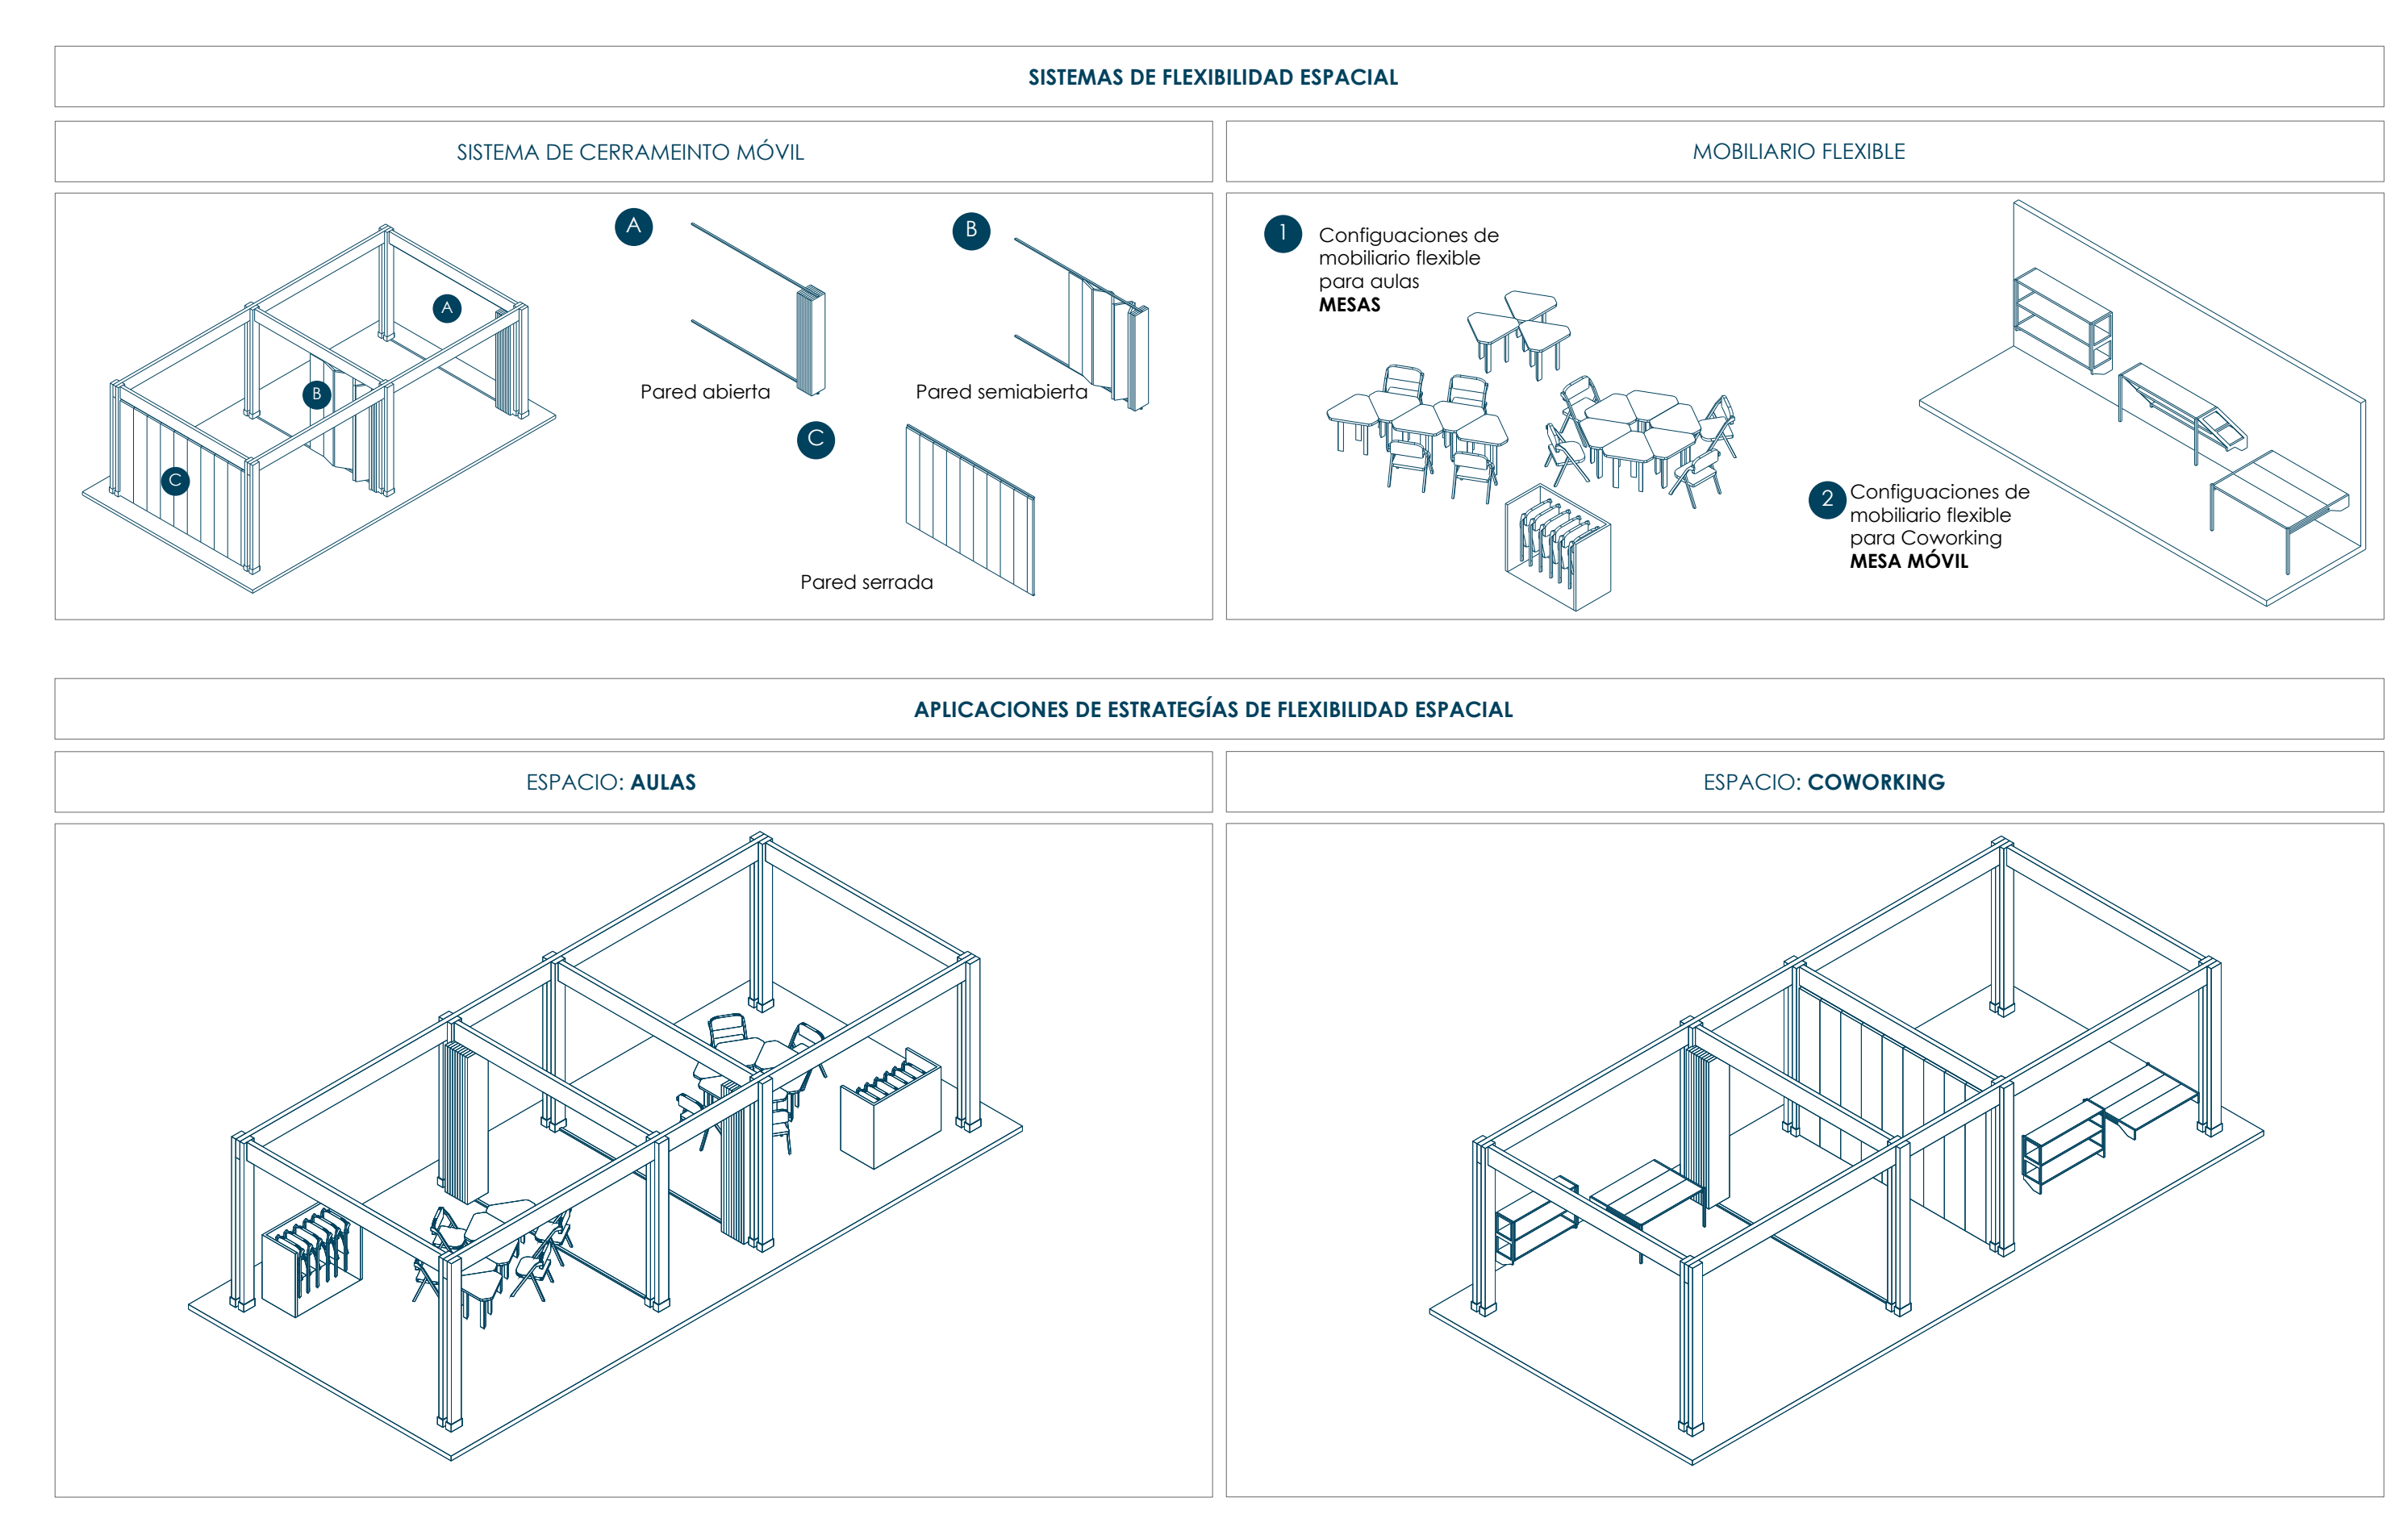 SISTEMAS DE FLEXIBILIDAD ESPACIAL
SISTEMA DE CERRAMEINTO MÓVIL
A
B
C
A
Pared abierta
B
Pared semiabierta
C
Pared serrada
MOBILIARIO FLEXIBLE
1
Configuaciones de
mobiliario flexible
para aulas
MESAS
2
Configuaciones de
mobiliario flexible
para Coworking
MESA MÓVIL
APLICACIONES DE ESTRATEGÍAS DE FLEXIBILIDAD ESPACIAL
ESPACIO: AULAS
ESPACIO: COWORKING